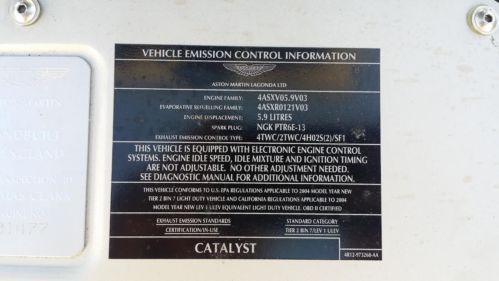 VEHICLE EMISSION CONTROL INFORMATION
ASTON MARTIN LAGONDA LTD
ENGINE FAMILY: 4ASXV05.9V03
EVAPORATIVE REFUELLING FAMILY: 4ASXR0121V03
ENGINE DISPLACEMENT: 5.9 LITRES
SPARK PLUG: NGK PTR6E-13
EXHAUST EMISSION CONTROL: 4TWC/2TWC/4HO2S(2)/SFI
THIS VEHICLE IS EQUIPPED WITH ELECTRONIC ENGINE CONTROL
SYSTEMS. ENGINE IDLE SPEED, IDLE MIXTURE AND IGNITION TIMING
ARE NOT ADJUSTABLE. NO OTHER ADJUSTMENTS NEEDED.
SEE DIAGNOSTIC MANUAL FOR ADDITIONAL INFORMATION.
THIS VEHICLE CONFORMS TO U.S. EPA REGULATIONS APPLICABLE TO 2004 MODEL YEAR NEW
TIER 2 BIN 7 LIGHT DUTY VEHICLE AND CALIFORNIA REGULATIONS APPLICABLE TO 2004
MODEL YEAR NEW LEV 1 ULEV EQUIVALENT LIGHT DUTY VEHICLE. OBD II CERTIFIED
EXHAUST EMISSION STANDARDS STANDARD CATEGORY
CERTIFICATION/IN-USE TIER 2 BIN 7/LEV 1 ULEV
CATALYST 4R12-9T3268-AA